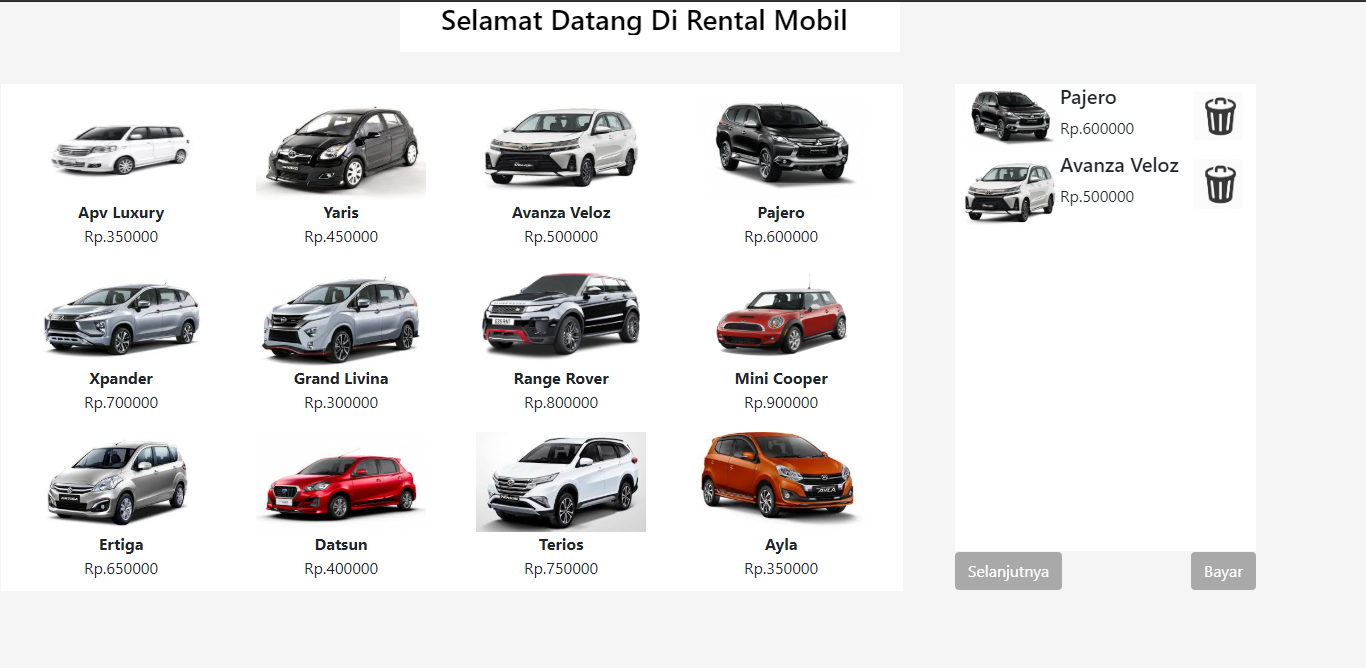 Selamat Datang Di Rental Mobil
Apv Luxury
Rp.350000
Yaris
Rp.450000
Avanza Veloz
Rp.500000
Pajero
Rp.600000
Xpander
Rp.700000
Grand Livina
Rp.300000
Range Rover
Rp.800000
Mini Cooper
Rp.900000
Ertiga
Rp.650000
Datsun
Rp.400000
Terios
Rp.750000
Ayla
Rp.350000
Pajero
Rp.600000
Avanza Veloz
Rp.500000
Selanjutnya
Bayar